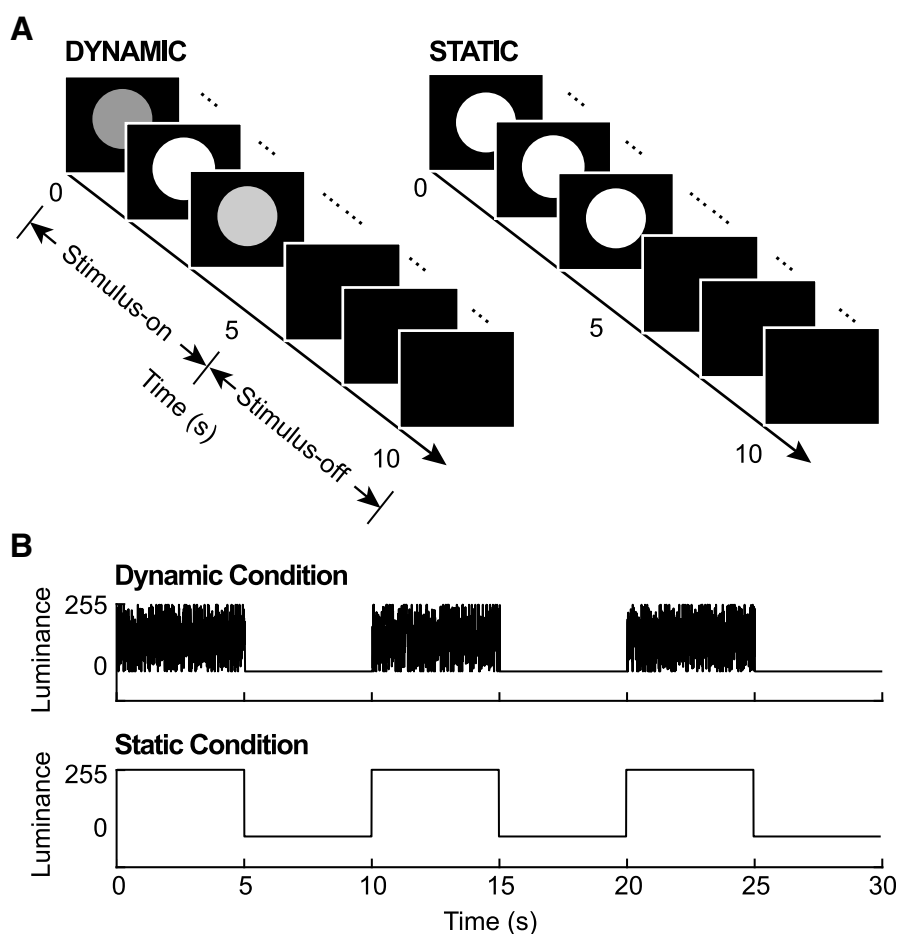 A
DYNAMIC
STATIC
0
0
Stimulus-on
5
5
Time (s)
Stimulus-off
10
10
B
Dynamic Condition
255
0
Luminance
Static Condition
255
0
Luminance
0 5 10 15 20 25 30
Time (s)